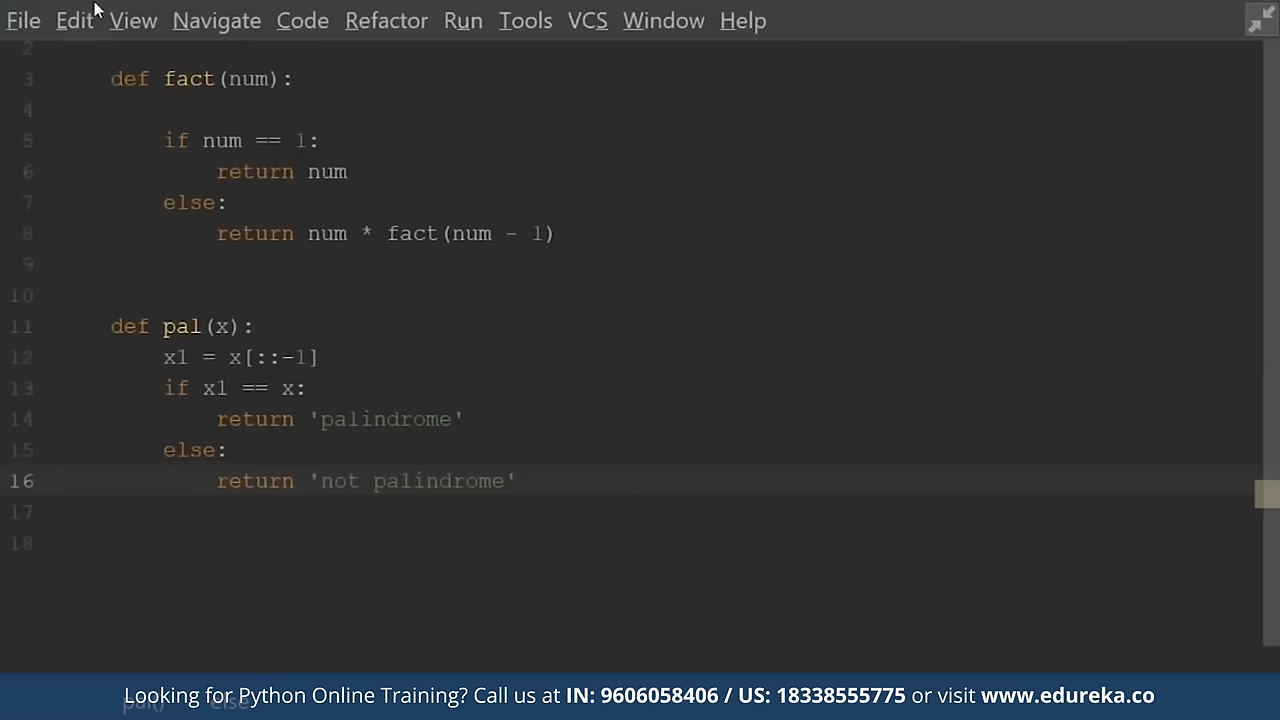 File Edit View Navigate Code Refactor Run Tools VCS Window Help
2
3 def fact(num):
4
5 if num == 1:
6 return num
7 else:
8 return num * fact(num - 1)
9
10
11 def pal(x):
12 x1 = x[::-1]
13 if x1 == x:
14 return 'palindrome'
15 else:
16 return 'not palindrome'
17
18
Looking for Python Online Training? Call us at IN: 9606058406 / US: 18338555775 or visit www.edureka.co
pal() else